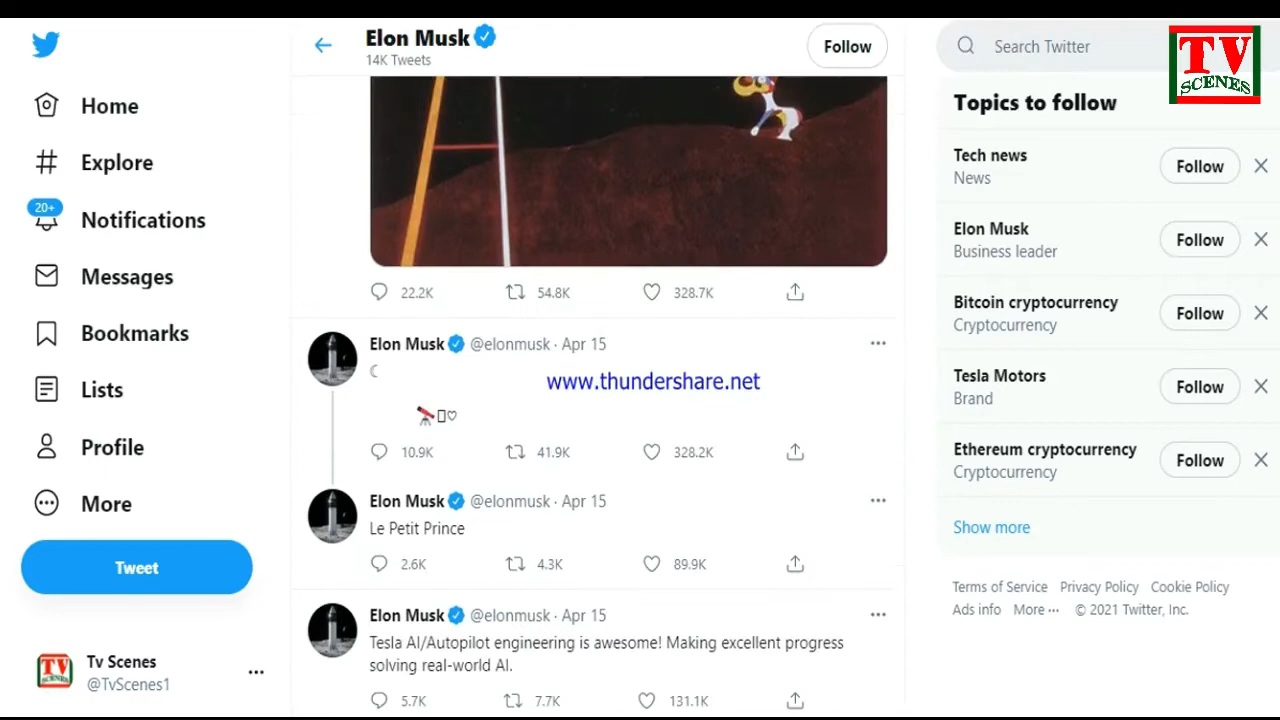 Elon Musk
14K Tweets
Follow
Search Twitter
TV
SCENES
Home
Explore
20+
Notifications
Messages
Bookmarks
Lists
Profile
More
Tweet
Tv Scenes
@TvScenes1
22.2K 54.8K 328.7K
Elon Musk @elonmusk · Apr 15
☾
www.thundershare.net
🔭▯♡
10.9K 41.9K 328.2K
Elon Musk @elonmusk · Apr 15
Le Petit Prince
2.6K 4.3K 89.9K
Elon Musk @elonmusk · Apr 15
Tesla AI/Autopilot engineering is awesome! Making excellent progress
solving real-world AI.
5.7K 7.7K 131.1K
Topics to follow
Tech news
News
Follow
Elon Musk
Business leader
Follow
Bitcoin cryptocurrency
Cryptocurrency
Follow
Tesla Motors
Brand
Follow
Ethereum cryptocurrency
Cryptocurrency
Follow
Show more
Terms of Service Privacy Policy Cookie Policy
Ads info More ··· © 2021 Twitter, Inc.